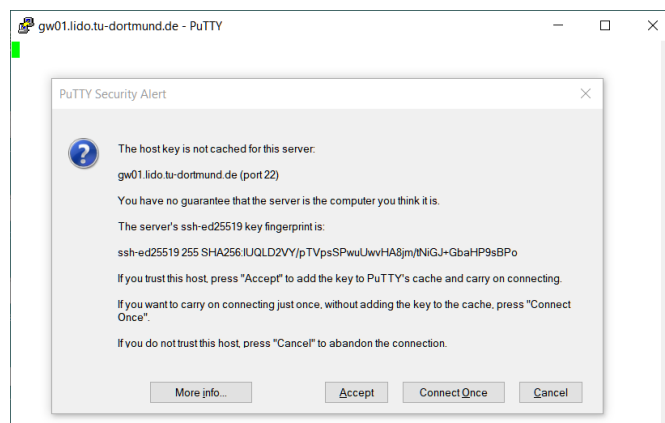 gw01.lido.tu-dortmund.de - PuTTY
PuTTY Security Alert
The host key is not cached for this server:
gw01.lido.tu-dortmund.de (port 22)
You have no guarantee that the server is the computer you think it is.
The server's ssh-ed25519 key fingerprint is:
ssh-ed25519 255 SHA256:IUQLD2VY/pTVpsSPwuUwvHA8jm/tNiGJ+GbaHP9sBPo
If you trust this host, press "Accept" to add the key to PuTTY's cache and carry on connecting.
If you want to carry on connecting just once, without adding the key to the cache, press "Connect
Once".
If you do not trust this host, press "Cancel" to abandon the connection.
More info...
Accept
Connect Once
Cancel